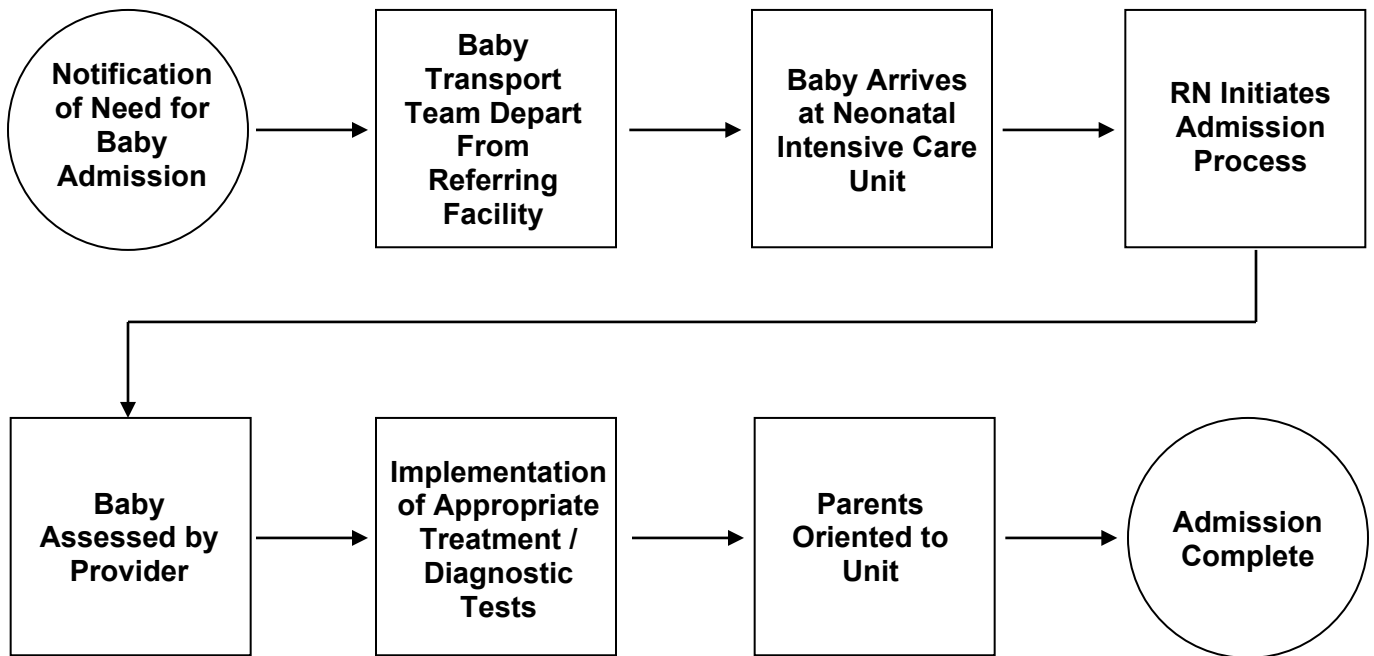 Notification
of Need for
Baby
Admission
Baby
Transport
Team Depart
From
Referring
Facility
Baby Arrives
at Neonatal
Intensive Care
Unit
RN Initiates
Admission
Process
Baby
Assessed by
Provider
Implementation
of Appropriate
Treatment /
Diagnostic
Tests
Parents
Oriented to
Unit
Admission
Complete